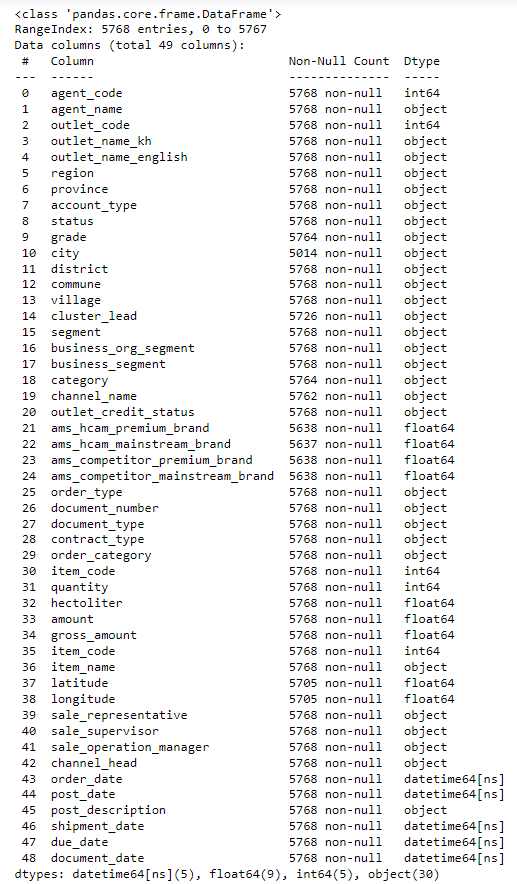 <class 'pandas.core.frame.DataFrame'>
RangeIndex: 5768 entries, 0 to 5767
Data columns (total 49 columns):
 #   Column                         Non-Null Count  Dtype
---  ------                         --------------  -----
 0   agent_code                     5768 non-null   int64
 1   agent_name                     5768 non-null   object
 2   outlet_code                    5768 non-null   int64
 3   outlet_name_kh                 5768 non-null   object
 4   outlet_name_english            5768 non-null   object
 5   region                         5768 non-null   object
 6   province                       5768 non-null   object
 7   account_type                   5768 non-null   object
 8   status                         5768 non-null   object
 9   grade                          5764 non-null   object
 10  city                           5014 non-null   object
 11  district                       5768 non-null   object
 12  commune                        5768 non-null   object
 13  village                        5768 non-null   object
 14  cluster_lead                   5726 non-null   object
 15  segment                        5768 non-null   object
 16  business_org_segment           5768 non-null   object
 17  business_segment               5768 non-null   object
 18  category                       5764 non-null   object
 19  channel_name                   5762 non-null   object
 20  outlet_credit_status           5768 non-null   object
 21  ams_hcam_premium_brand         5638 non-null   float64
 22  ams_hcam_mainstream_brand      5637 non-null   float64
 23  ams_competitor_premium_brand   5638 non-null   float64
 24  ams_competitor_mainstream_brand  5638 non-null   float64
 25  order_type                     5768 non-null   object
 26  document_number                5768 non-null   object
 27  document_type                  5768 non-null   object
 28  contract_type                  5768 non-null   object
 29  order_category                 5768 non-null   object
 30  item_code                      5768 non-null   int64
 31  quantity                       5768 non-null   int64
 32  hectoliter                     5768 non-null   float64
 33  amount                         5768 non-null   float64
 34  gross_amount                   5768 non-null   float64
 35  item_code                      5768 non-null   int64
 36  item_name                      5768 non-null   object
 37  latitude                       5705 non-null   float64
 38  longitude                      5705 non-null   float64
 39  sale_representative            5768 non-null   object
 40  sale_supervisor                5768 non-null   object
 41  sale_operation_manager         5768 non-null   object
 42  channel_head                   5768 non-null   object
 43  order_date                     5768 non-null   datetime64[ns]
 44  post_date                      5768 non-null   datetime64[ns]
 45  post_description               5768 non-null   object
 46  shipment_date                  5768 non-null   datetime64[ns]
 47  due_date                       5768 non-null   datetime64[ns]
 48  document_date                  5768 non-null   datetime64[ns]
dtypes: datetime64[ns](5), float64(9), int64(5), object(30)